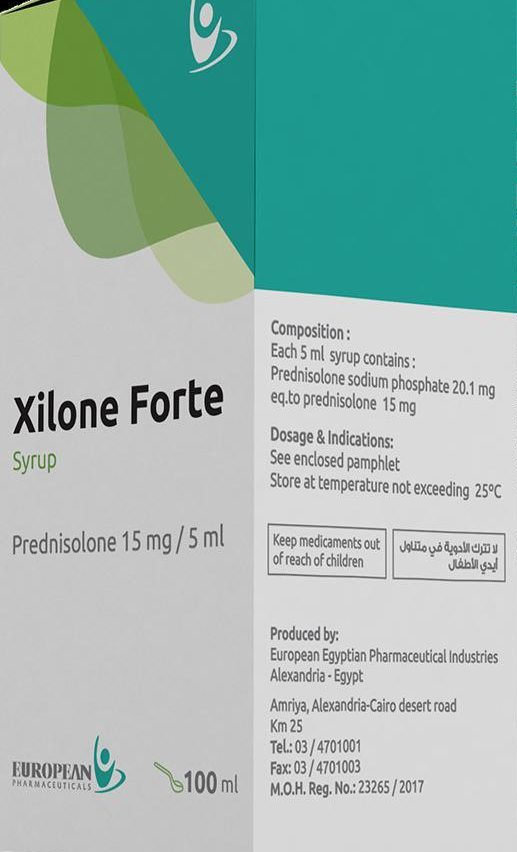 Xilone Forte
Syrup
Prednisolone 15 mg / 5 ml
EUROPEAN
PHARMACEUTICALS
100 ml
Composition :
Each 5 ml syrup contains :
Prednisolone sodium phosphate 20.1 mg
eq.to prednisolone 15 mg
Dosage & Indications:
See enclosed pamphlet
Store at temperature not exceeding 25ºC
Keep medicaments out
of reach of children
لا تترك الأدوية في متناول
أيدي الأطفال
Produced by:
European Egyptian Pharmaceutical Industries
Alexandria - Egypt
Amriya, Alexandria-Cairo desert road
Km 25
Tel.: 03 / 4701001
Fax: 03 / 4701003
M.O.H. Reg. No.: 23265 / 2017